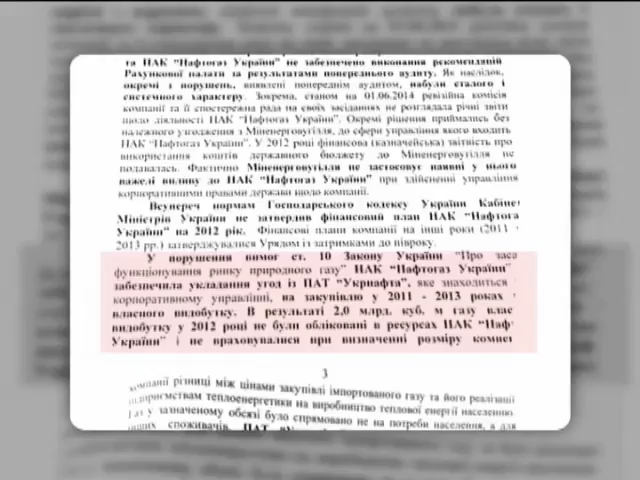 та НАК “Нафтогаз України” не забезпечено виконання рекомендацій
Рахункової палати за результатами попереднього аудиту. Як наслідок,
окремі з порушень, виявлені попереднім аудитом, набули сталого і
системного характеру. Зокрема, станом на 01.06.2014 ревізійна комісія
компанії та її спостережна рада на своїх засіданнях не розглядала річні звіти
щодо діяльності НАК “Нафтогаз України”. Окремі рішення приймались без
належного узгодження з Міненерговугілля, до сфери управління якого входить
НАК “Нафтогаз України”. У 2012 році фінансова (казначейська) звітність про
використання коштів державного бюджету до Міненерговугілля не
подавалась. Фактично Міненерговугілля не застосовує наявні у нього
важелі впливу до НАК “Нафтогаз України” при здійсненні управління
корпоративними правами держави щодо компанії.
Всупереч нормам Господарського кодексу України Кабінет
Міністрів України не затвердив фінансовий план НАК “Нафтога
України” на 2012 рік. Фінансові плани компанії на інші роки (2011
2013 рр.) затверджувалися Урядом із затримками до півроку.
У порушення вимог ст. 10 Закону України “Про заса
функціонування ринку природного газу” НАК “Нафтогаз України”
забезпечила укладання угод із ПАТ “Укрнафта”, яке знаходиться
корпоративному управлінні, на закупівлю у 2011 - 2013 роках
власного видобутку. В результаті 2,0 млрд. куб. м газу влас
видобутку у 2012 році не були обліковані в ресурсах НАК “Наф
України” і не враховувалися при визначенні розміру компен
3
компанії різниці між цінами закупівлі імпортованого газу та його реалізації
підприємствам теплоенергетики на виробництво теплової енергії населенню
Газ у зазначеному обсязі було спрямовано не на потреби населення, а для
інших споживачів. ПАТ